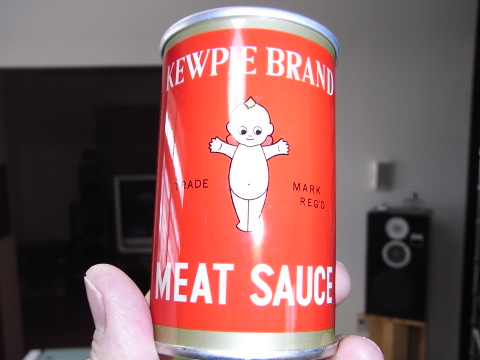 KEWPIE BRAND
TRADE MARK
REG'D
MEAT SAUCE